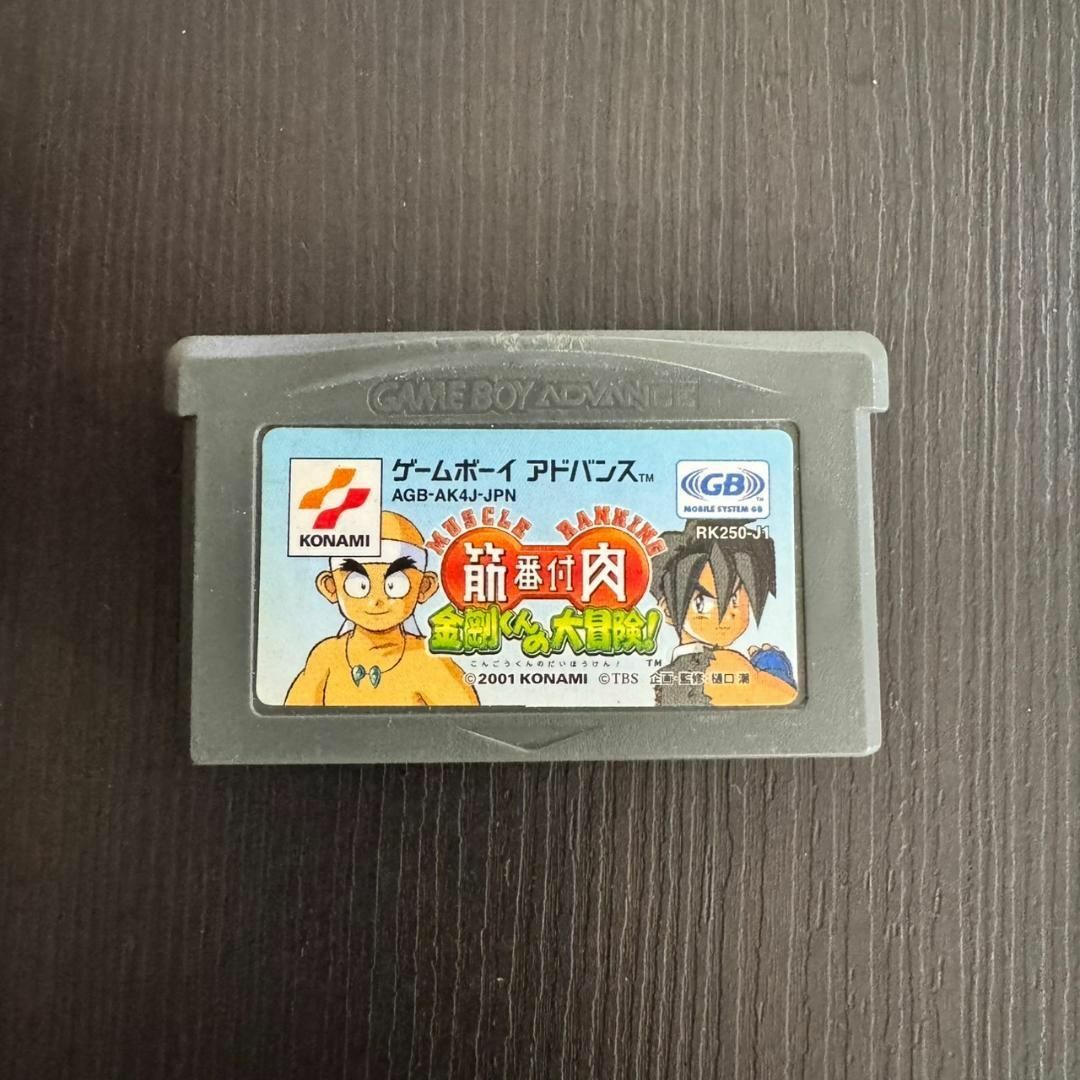 GAME BOY ADVANCE
KONAMI
ゲームボーイ アドバンス™
AGB-AK4J-JPN
GB™
MOBILE SYSTEM GB
RK250-J1
MUSCLE RANKING
筋肉番付
金剛くんの大冒険!™
こんごうくんのだいぼうけん!
©2001 KONAMI ©TBS 企画・監修:樋口 潮